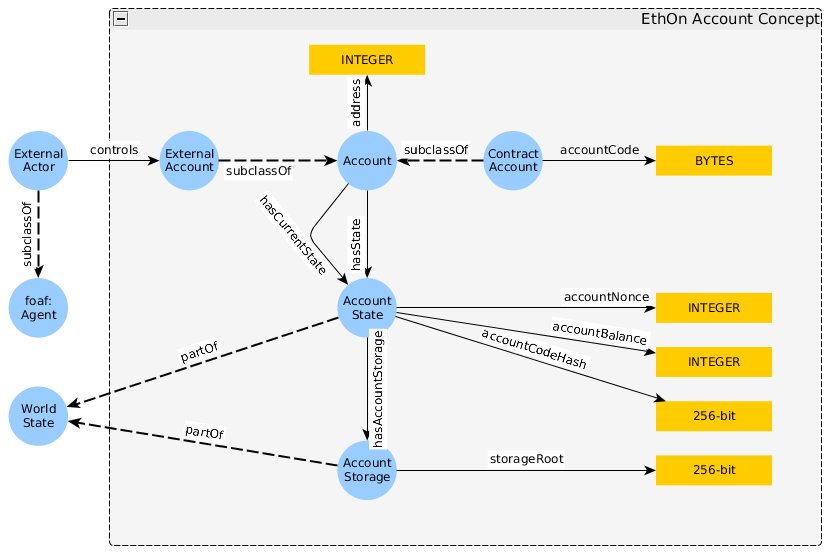 EthOn Account Concept
INTEGER
address
External
Actor
controls
External
Account
subclassOf
Account
subclassOf
Contract
Account
accountCode
BYTES
subclassOf
hasCurrentState
hasState
foaf:
Agent
Account
State
accountNonce
INTEGER
accountBalance
INTEGER
accountCodeHash
256-bit
partOf
hasAccountStorage
World
State
partOf
Account
Storage
storageRoot
256-bit